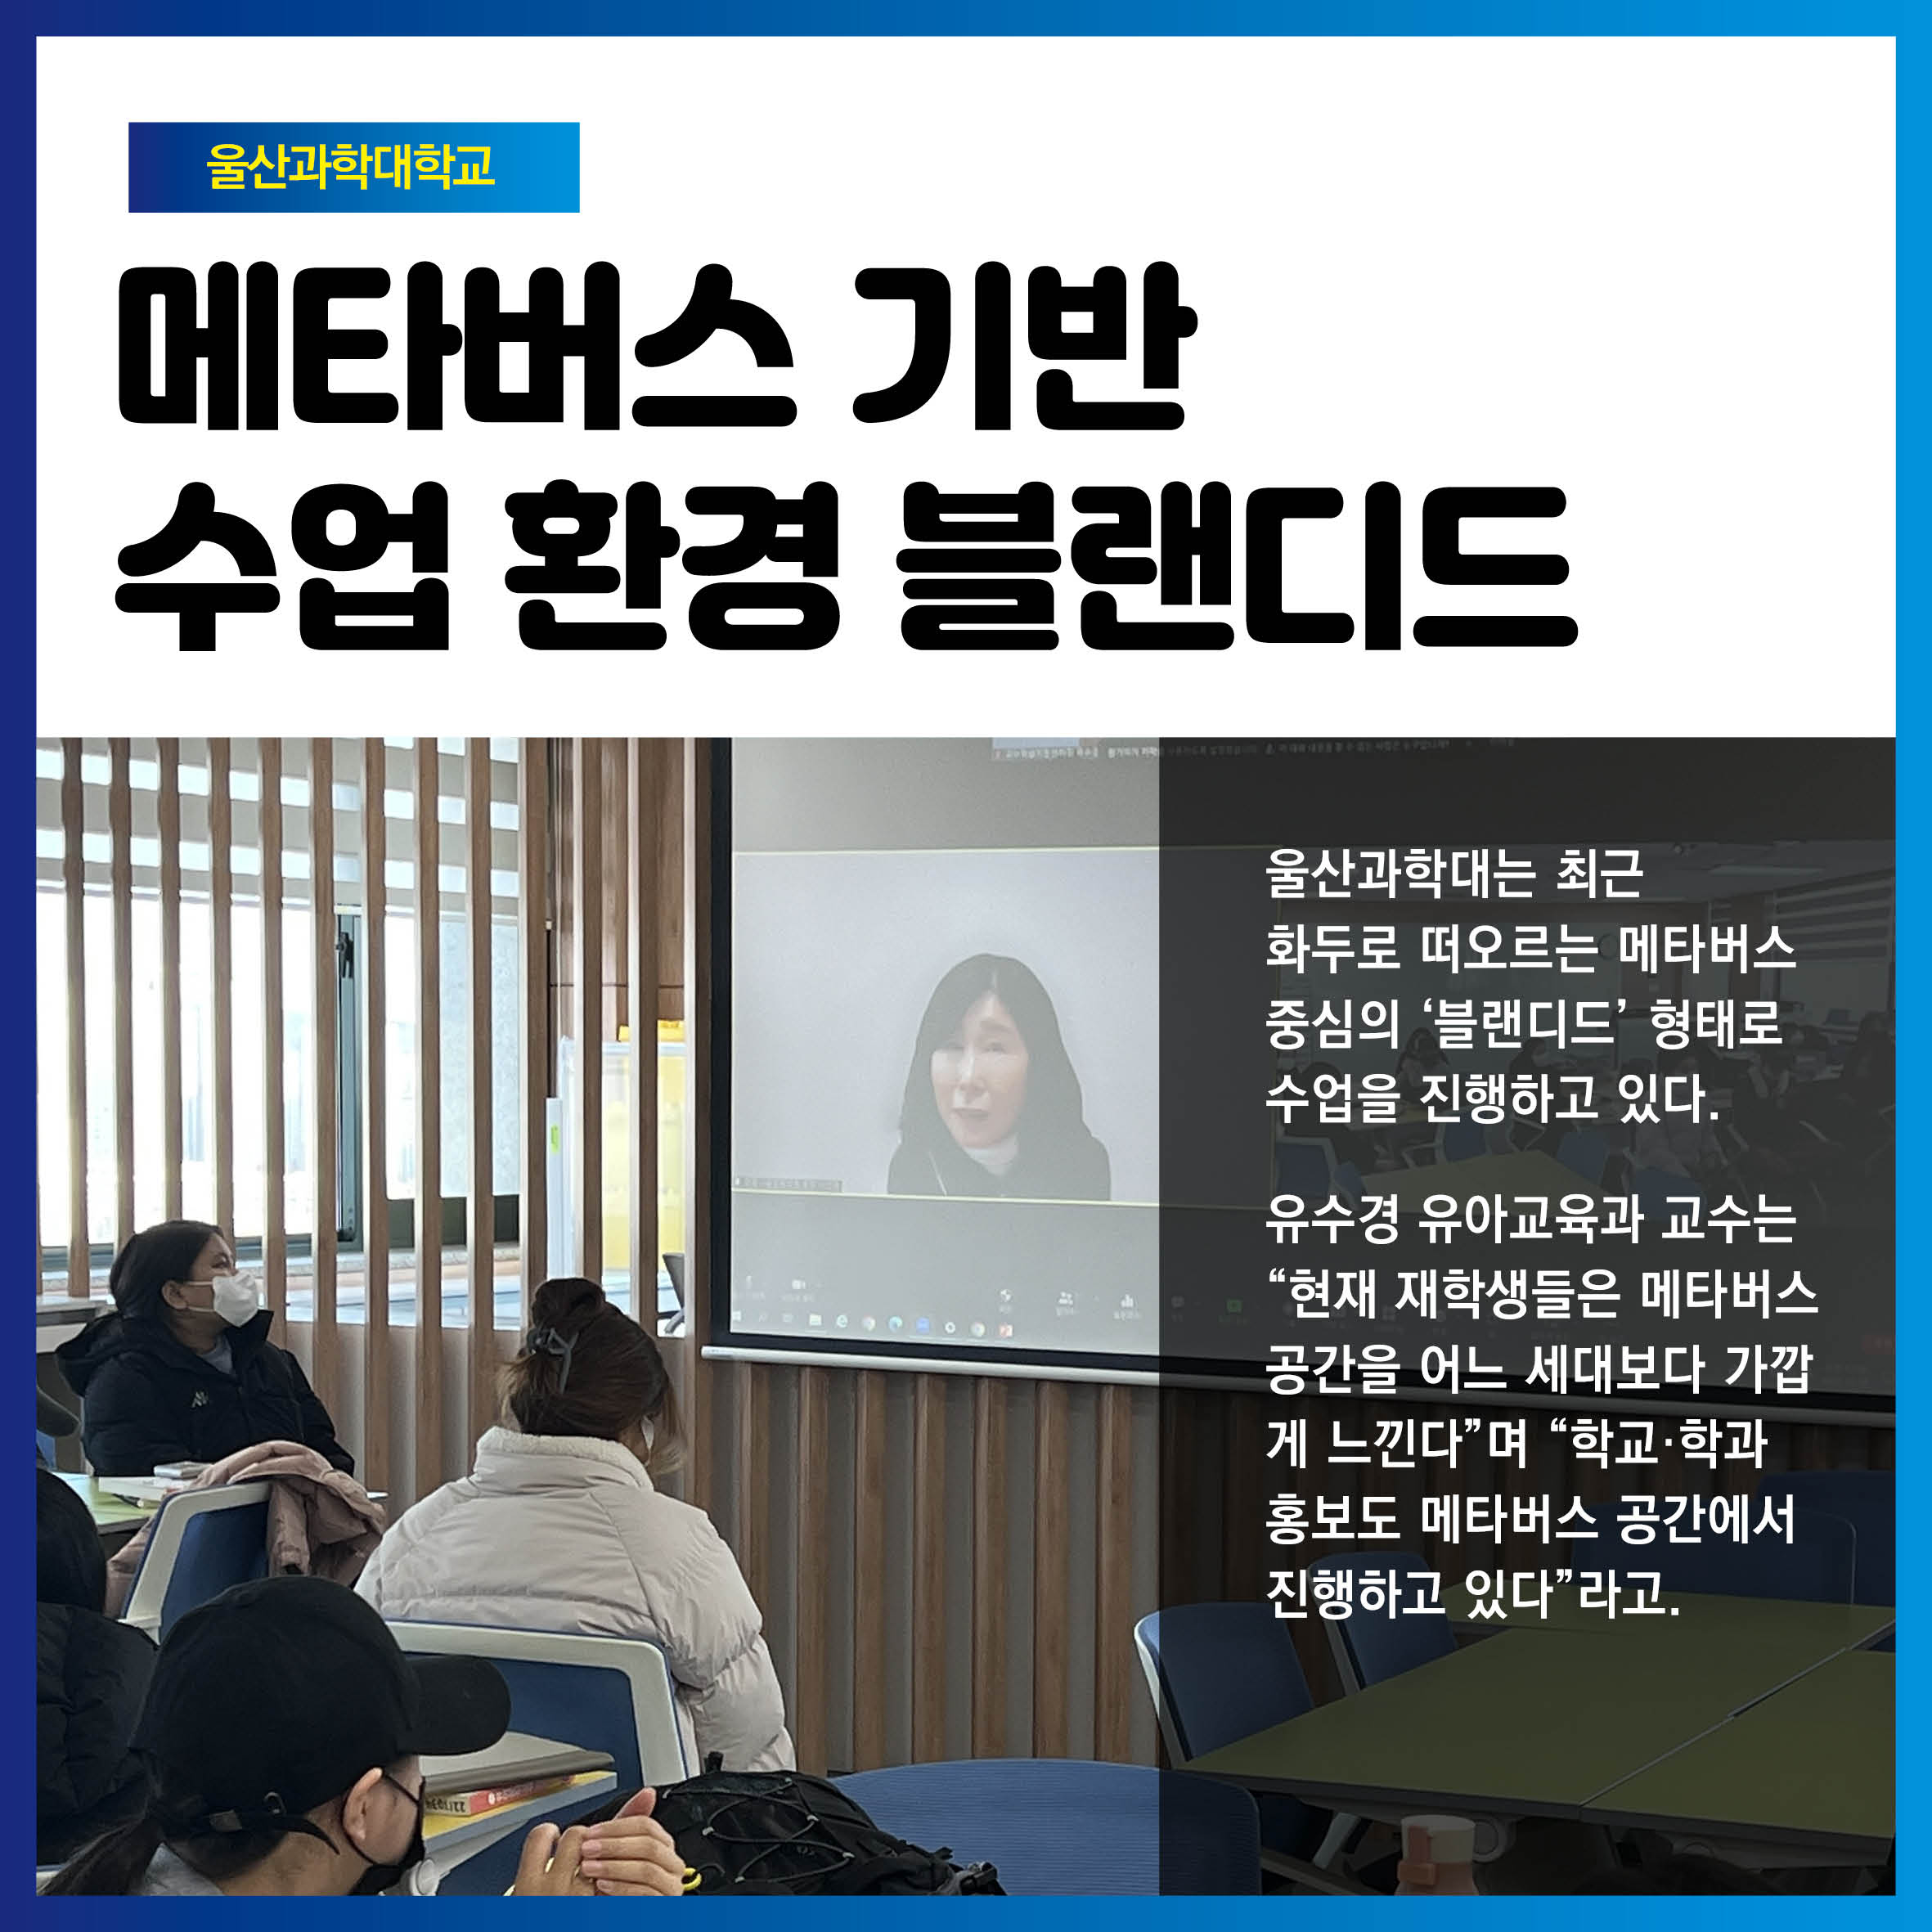 울산과학대학교
메타버스 기반
수업 환경 블랜디드
울산과학대는 최근
화두로 떠오르는 메타버스
중심의 ‘블랜디드’ 형태로
수업을 진행하고 있다.
유수경 유아교육과 교수는
“현재 재학생들은 메타버스
공간을 어느 세대보다 가깝
게 느낀다”며 “학교·학과
홍보도 메타버스 공간에서
진행하고 있다”라고.